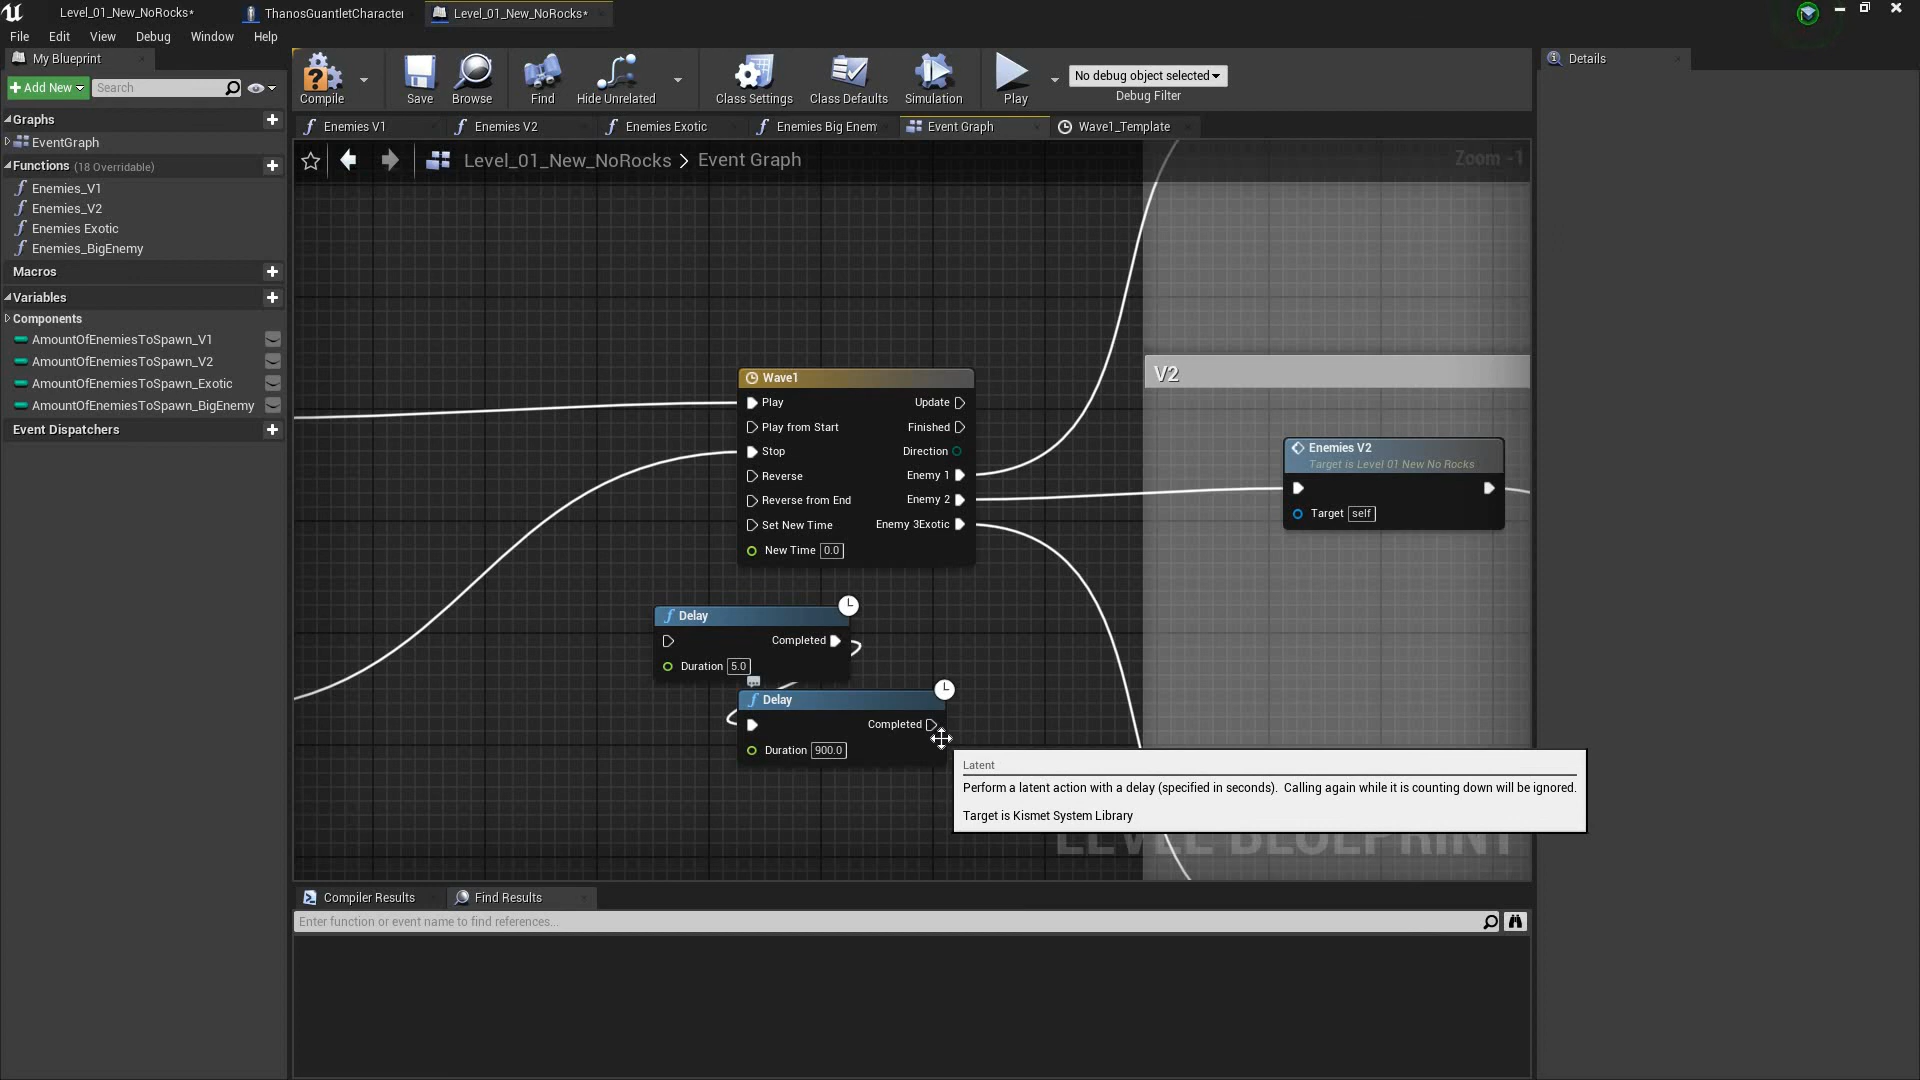 Level_01_New_NoRocks*
ThanosGuantletCharacter
Level_01_New_NoRocks*
File Edit View Debug Window Help
My Blueprint
Details
Add New
Search
Compile
Save
Browse
Find
Hide Unrelated
Class Settings
Class Defaults
Simulation
Play
No debug object selected
Debug Filter
Graphs
EventGraph
Functions (18 Overridable)
Enemies_V1
Enemies_V2
Enemies Exotic
Enemies_BigEnemy
Macros
Variables
Components
AmountOfEnemiesToSpawn_V1
AmountOfEnemiesToSpawn_V2
AmountOfEnemiesToSpawn_Exotic
AmountOfEnemiesToSpawn_BigEnemy
Event Dispatchers
Enemies V1
Enemies V2
Enemies Exotic
Enemies Big Enem
Event Graph
Wave1_Template
Level_01_New_NoRocks > Event Graph
Zoom -1
Wave1
Play Update
Play from Start Finished
Stop Direction
Reverse Enemy 1
Reverse from End Enemy 2
Set New Time Enemy 3Exotic
New Time 0.0
V2
Enemies V2
Target is Level 01 New No Rocks
Target self
Delay
Completed
Duration 5.0
Delay
Completed
Duration 900.0
Latent
Perform a latent action with a delay (specified in seconds). Calling again while it is counting down will be ignored.
Target is Kismet System Library
LEVEL BLUEPRINT
Compiler Results
Find Results
Enter function or event name to find references...